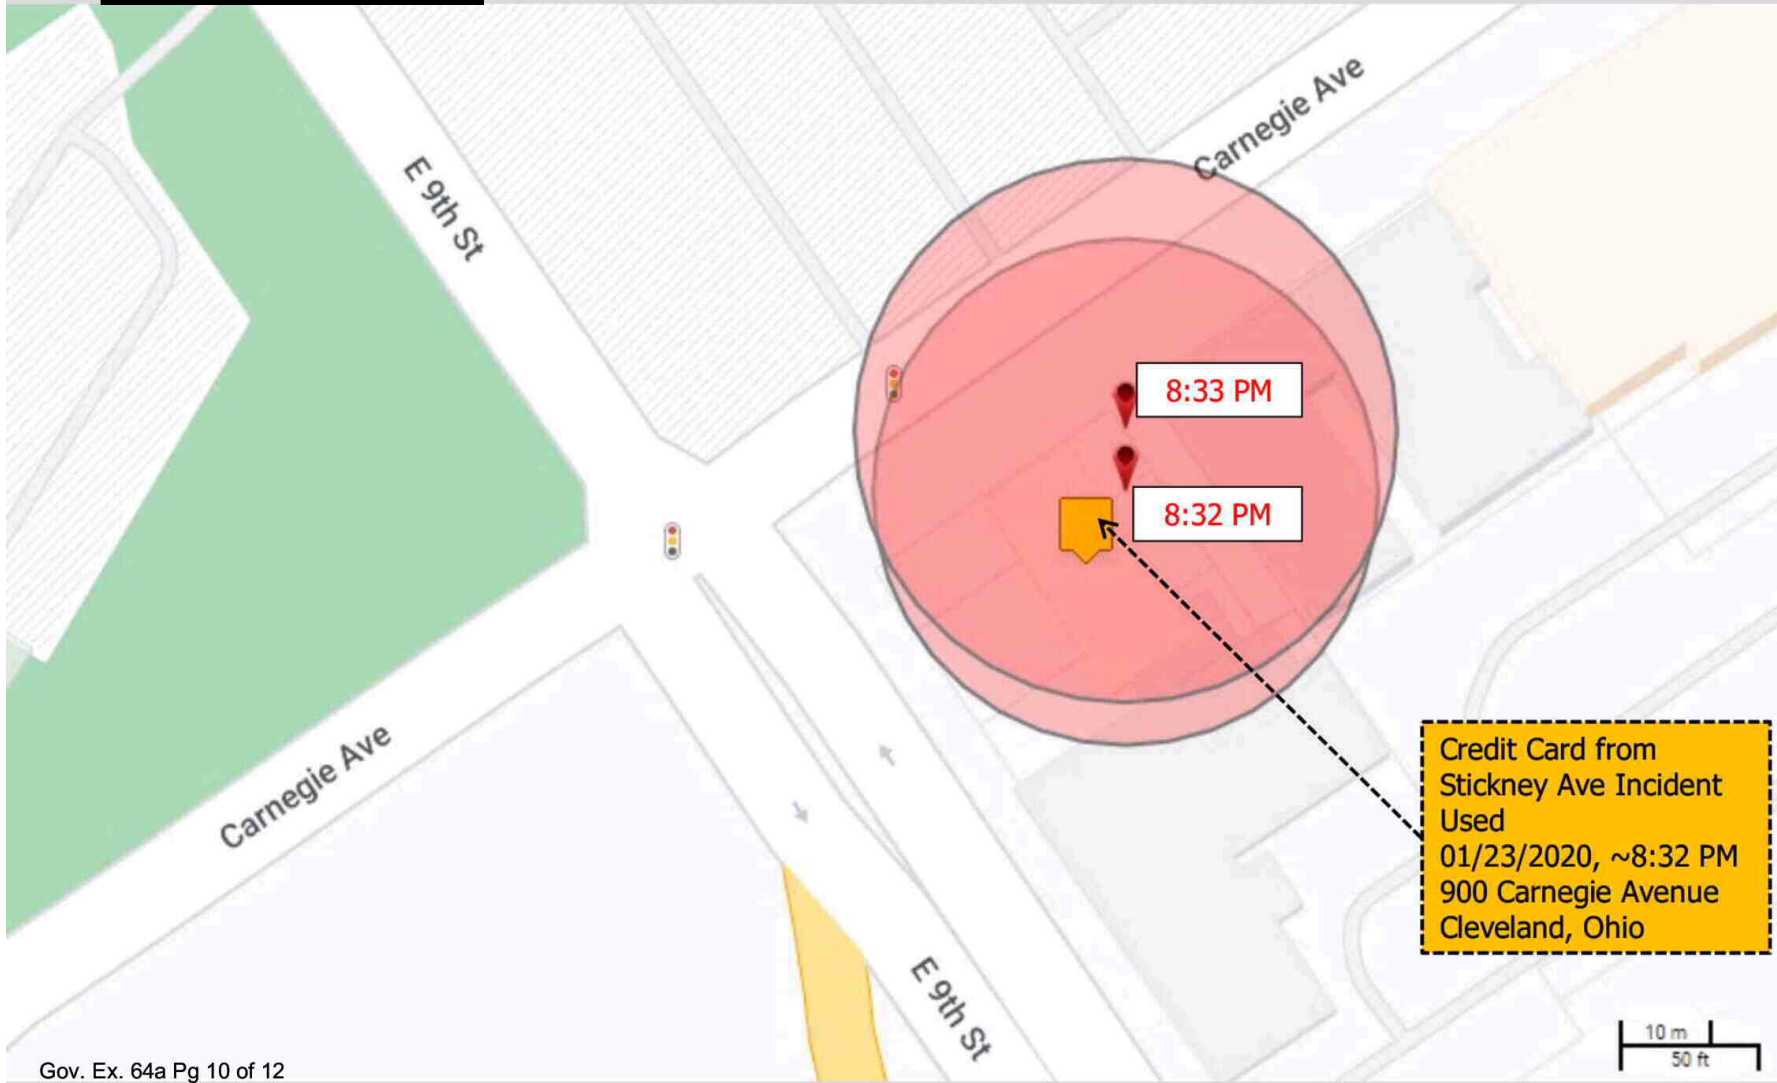 Carnegie Ave
E 9th St
8:33 PM
8:32 PM
Credit Card from
Stickney Ave Incident
Used
01/23/2020, ~8:32 PM
900 Carnegie Avenue
Cleveland, Ohio
Carnegie Ave
E 9th St
10 m
50 ft
Gov. Ex. 64a Pg 10 of 12